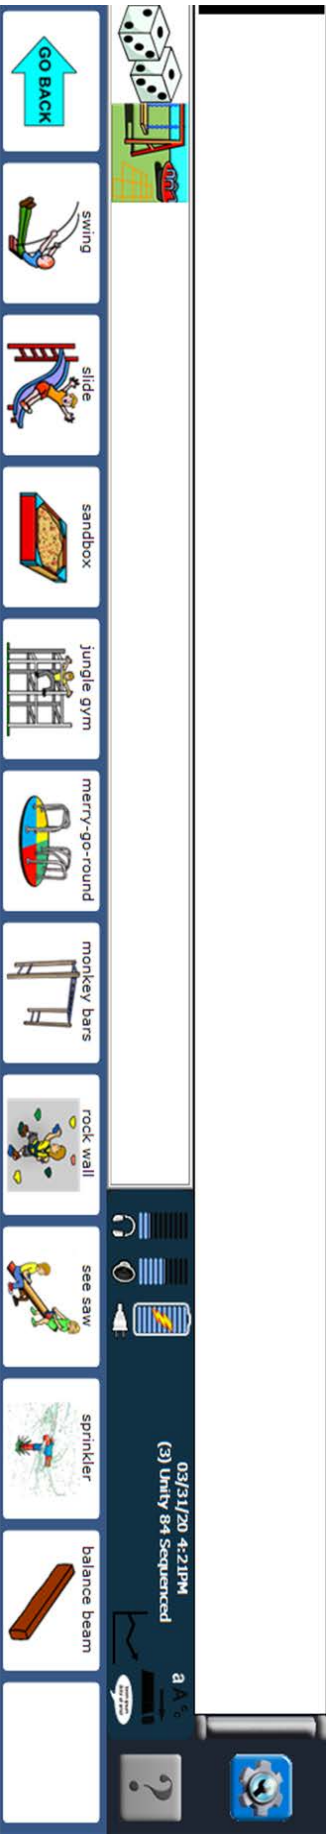 03/31/20 4:21PM
(3) Unity 84 Sequenced
?
GO BACK
swing
slide
sandbox
jungle gym
merry-go-round
monkey bars
rock wall
see saw
sprinkler
balance beam